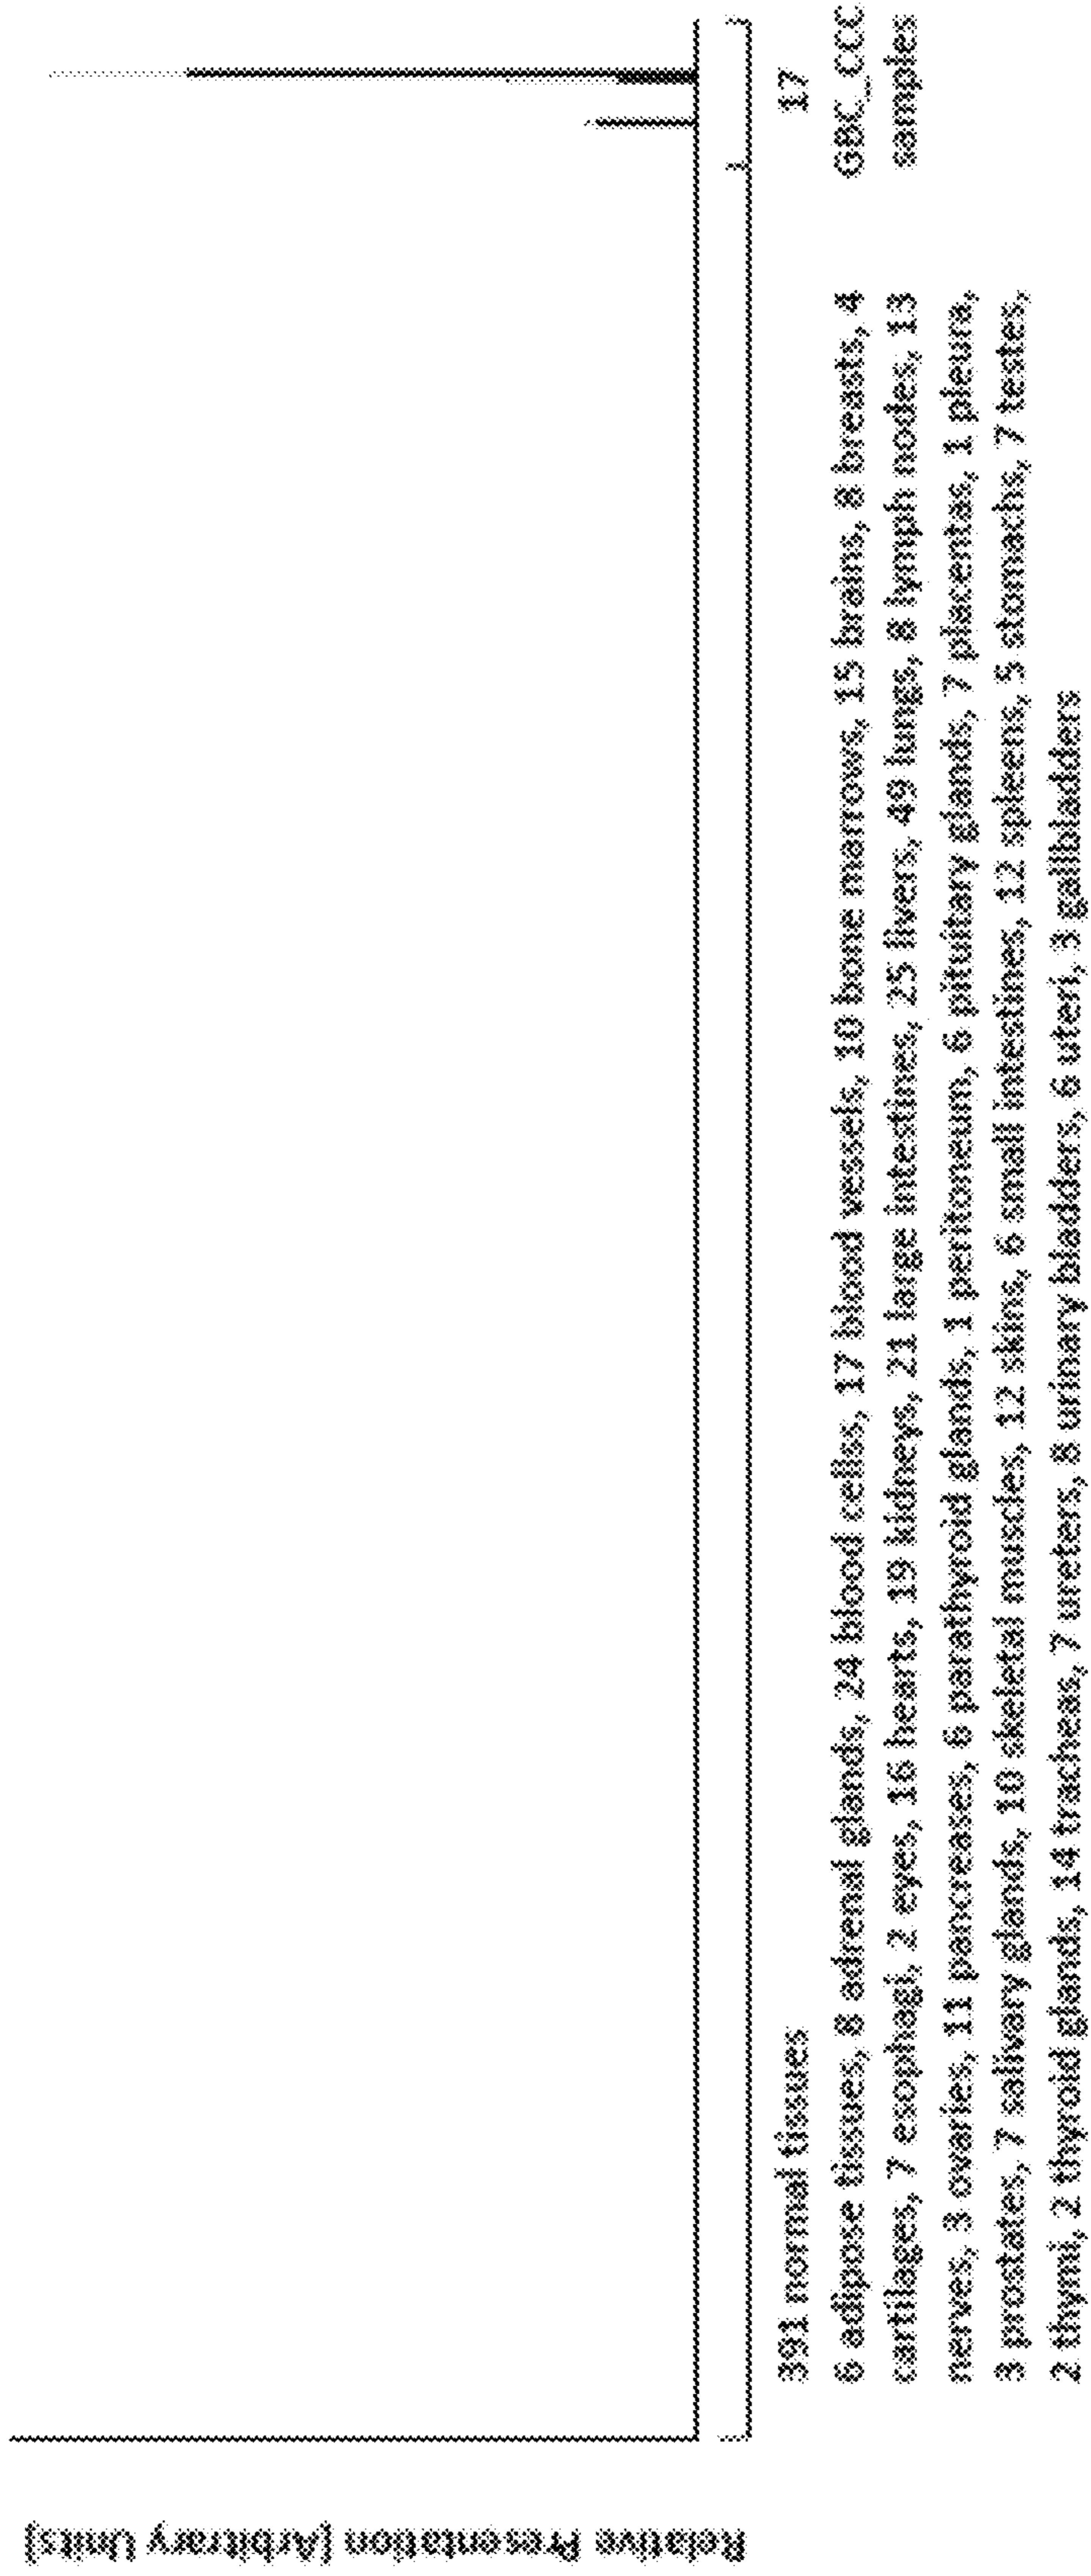 Relative Presentation [Arbitrary Units]
391 normal tissues
6 adipose tissues, 8 adrenal glands, 24 blood cellss, 17 blood vessels, 10 bone marrows, 15 brains, 8 breasts, 4
cartilages, 7 esophagi, 2 eyes, 16 hearts, 19 kidneys, 21 large intestines, 25 livers, 49 lungs, 8 lymph nodes, 13
nerves, 3 ovaries, 11 pancreases, 6 parathyroid glands, 1 peritoneum, 6 pituitary glands, 7 placentas, 1 pleura,
3 prostates, 7 salivary glands, 10 skeletal muscles, 12 skins, 6 small intestines, 12 spleens, 5 stomachs, 7 testes,
2 thymi, 2 thyroid glands, 14 tracheas, 7 ureters, 8 urinary bladders, 6 uteri, 3 gallbladders
17
GBC_CCC
samples